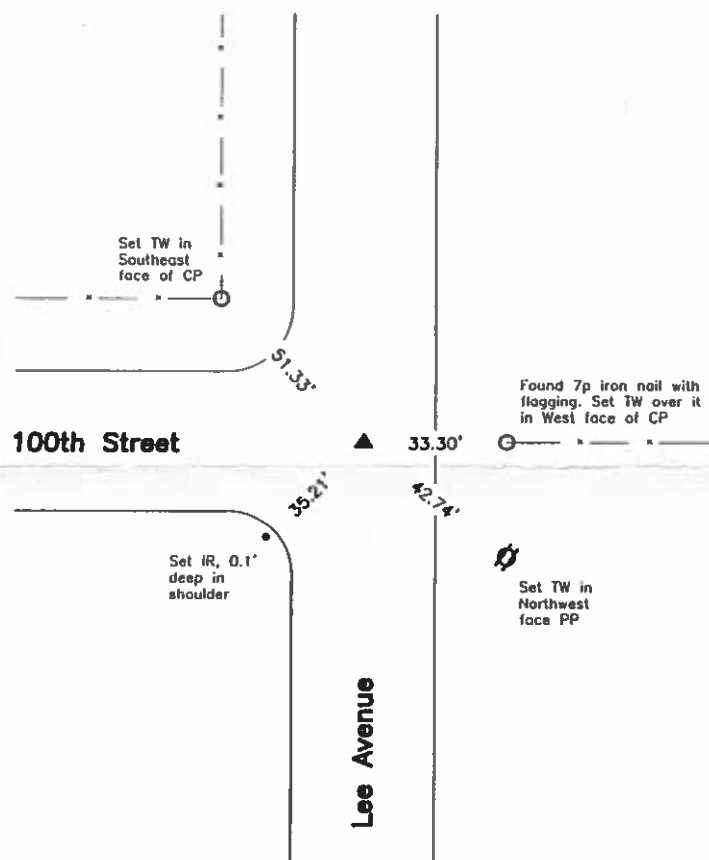 Set TW in
Southeast
face of CP
51.33'
Found 7p iron nail with
flagging. Set TW over it
in West face of CP
100th Street
33.30'
35.21'
42.74'
Set IR, 0.1'
deep in
shoulder
Set TW in
Northwest
face PP
Lee Avenue